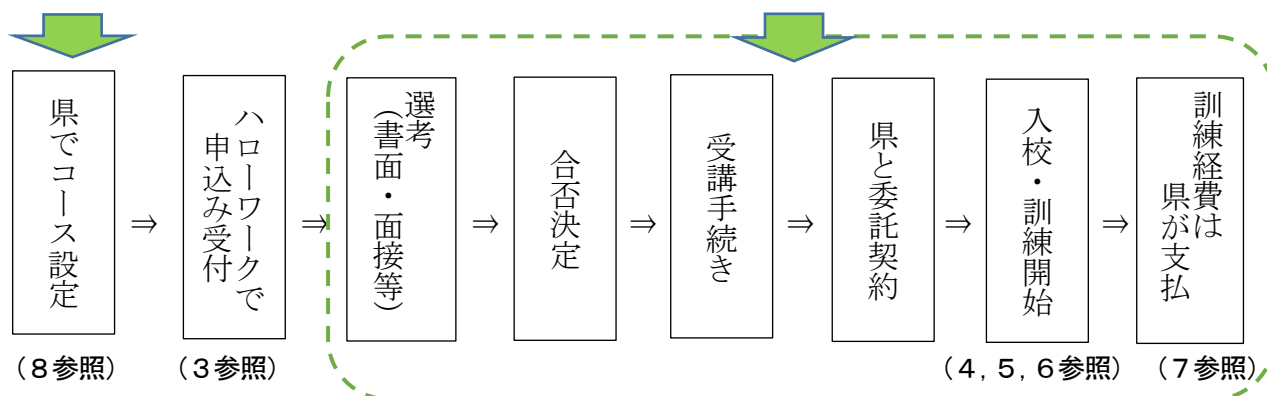 県でコース設定
⇒
ハローワークで
申込み受付
⇒
選考
（書面・面接等）
⇒
合否決定
⇒
受講手続き
⇒
県と委託契約
⇒
入校・訓練開始
⇒
訓練経費は
県が支払
（８参照）
（３参照）
（４，５，６参照）
（７参照）